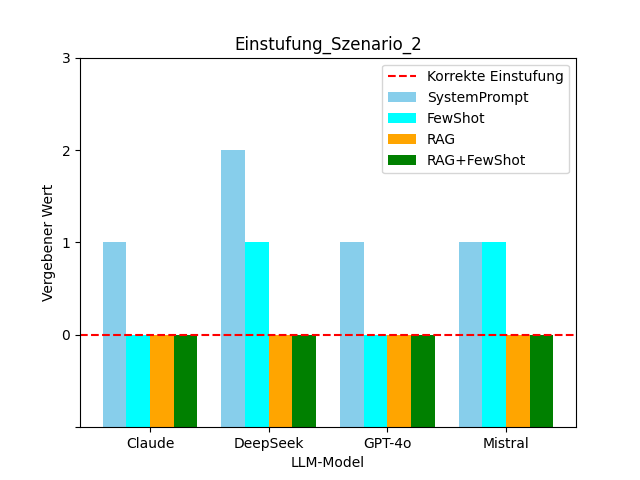 Einstufung_Szenario_2
Korrekte Einstufung
SystemPrompt
FewShot
RAG
RAG+FewShot
Vergebener Wert
3
2
1
0
Claude DeepSeek GPT-4o Mistral
LLM-Model